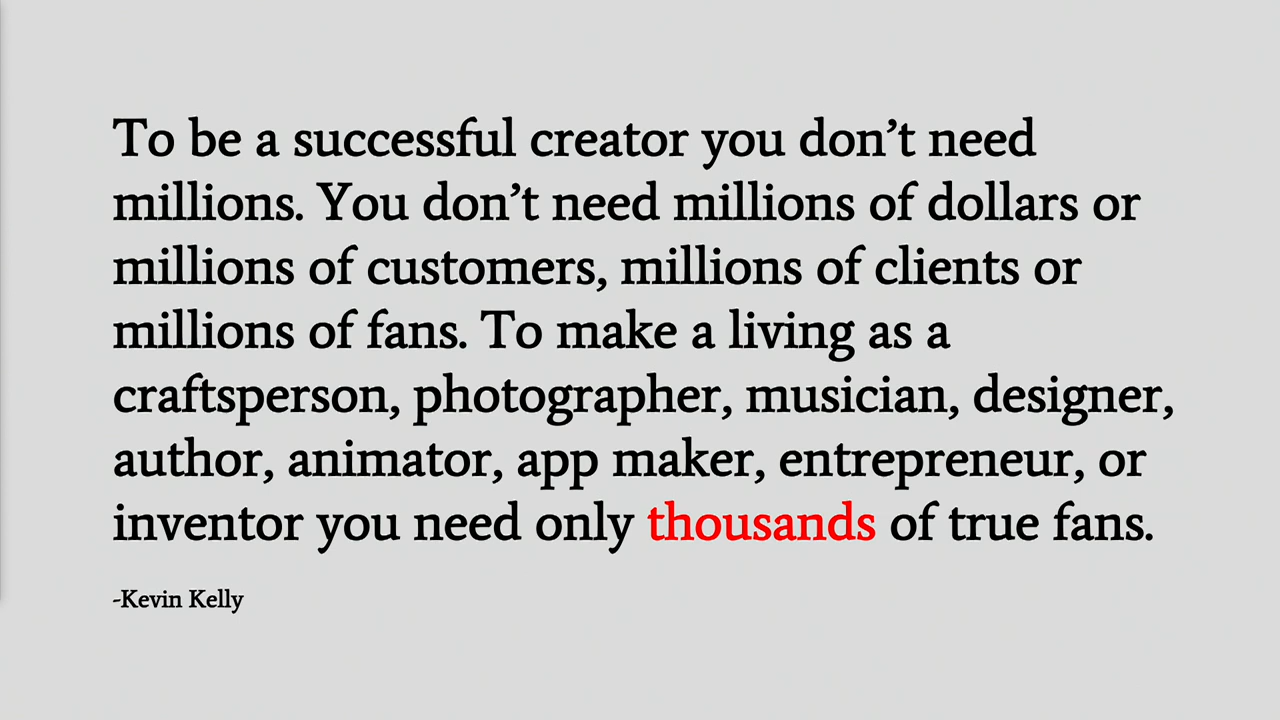 To be a successful creator you don’t need
millions. You don’t need millions of dollars or
millions of customers, millions of clients or
millions of fans. To make a living as a
craftsperson, photographer, musician, designer,
author, animator, app maker, entrepreneur, or
inventor you need only thousands of true fans.
-Kevin Kelly